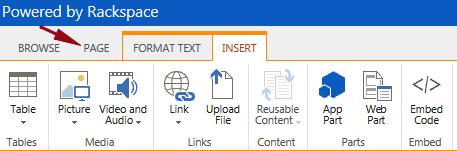 Powered by Rackspace
BROWSE PAGE FORMAT TEXT INSERT
Table Picture Video and Audio Link Upload File Reusable Content App Part Web Part Embed Code
Tables Media Links Content Parts Embed